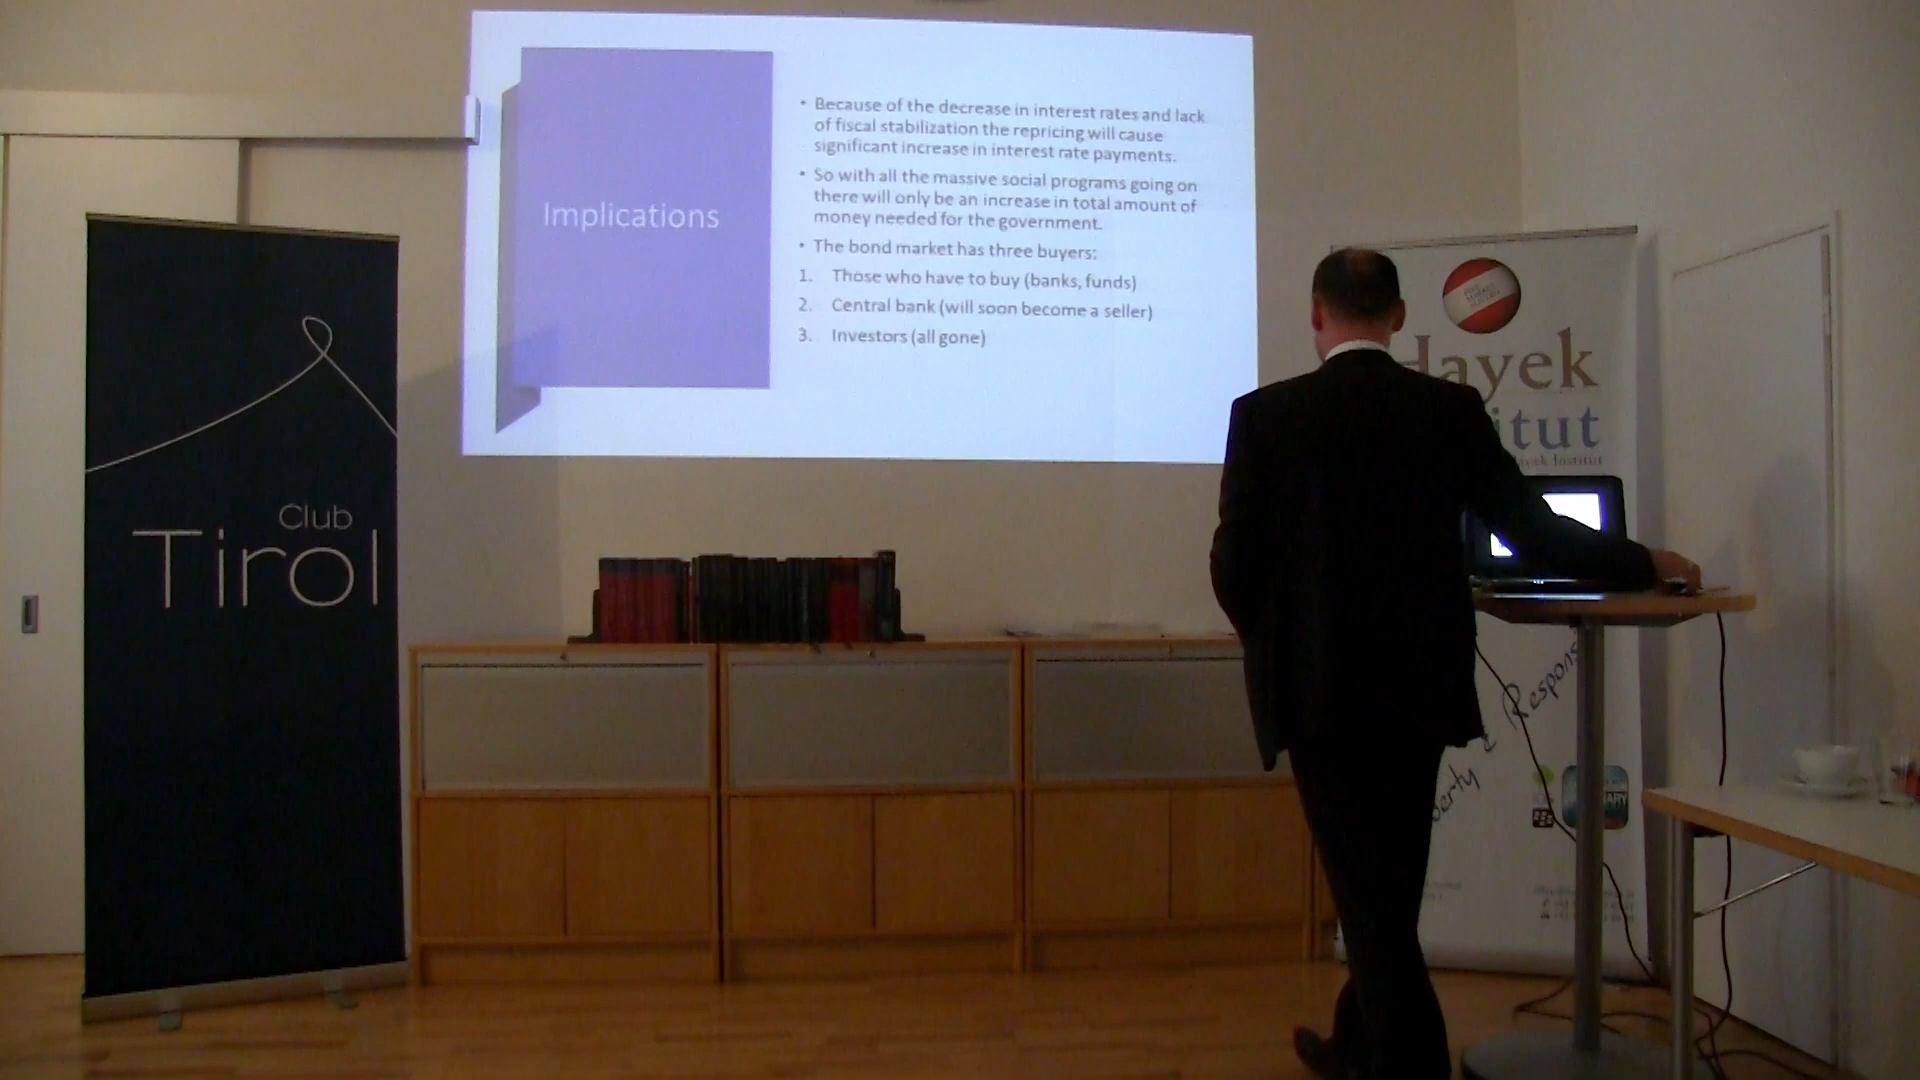 Implications
• Because of the decrease in interest rates and lack
of fiscal stabilization the repricing will cause
significant increase in interest rate payments.
• So with all the massive social programs going on
there will only be an increase in total amount of
money needed for the government.
• The bond market has three buyers:
1. Those who have to buy (banks, funds)
2. Central bank (will soon become a seller)
3. Investors (all gone)
Club
Tirol
Hayek
itut
Institut
berty & Respons